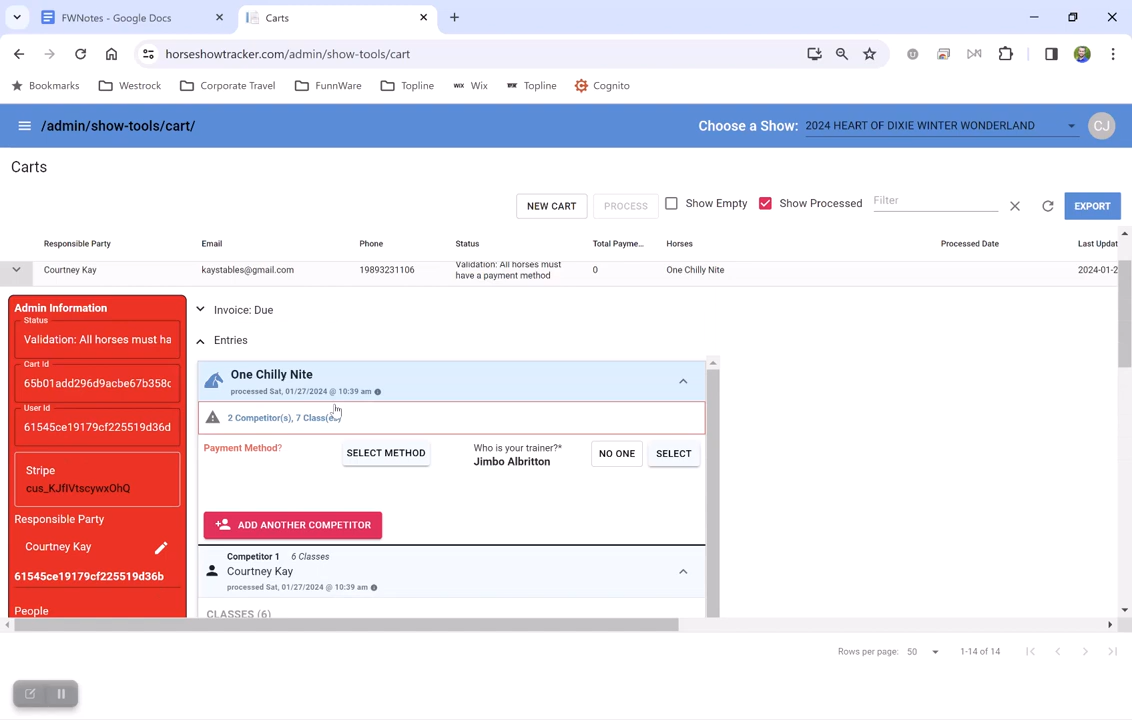 FWNotes - Google Docs
Carts
horseshowtracker.com/admin/show-tools/cart
Bookmarks
Westrock
Corporate Travel
FunnWare
Topline
WIX Wix
Topline
Cognito
/admin/show-tools/cart/
Choose a Show: 2024 HEART OF DIXIE WINTER WONDERLAND
CJ
Carts
NEW CART
PROCESS
Show Empty
Show Processed
Filter
EXPORT
Responsible Party Email Phone Status Total Payme... Horses Processed Date Last Updat
Courtney Kay kaystables@gmail.com 19893231106 Validation: All horses must
have a payment method
0 One Chilly Nite 2024-01-2
Admin Information
Status
Validation: All horses must ha
Cart Id
65b01add296d9acbe67b358c
User Id
61545ce19179cf225519d36d
Stripe
cus_KJfIVtscywxOhQ
Responsible Party
Courtney Kay
61545ce19179cf225519d36b
People
Invoice: Due
Entries
One Chilly Nite
processed Sat, 01/27/2024 @ 10:39 am
2 Competitor(s), 7 Class(es)
Payment Method?
SELECT METHOD
Who is your trainer?*
Jimbo Albritton
NO ONE
SELECT
ADD ANOTHER COMPETITOR
Competitor 1 6 Classes
Courtney Kay
processed Sat, 01/27/2024 @ 10:39 am
CLASSES (6)
Rows per page: 50 1-14 of 14